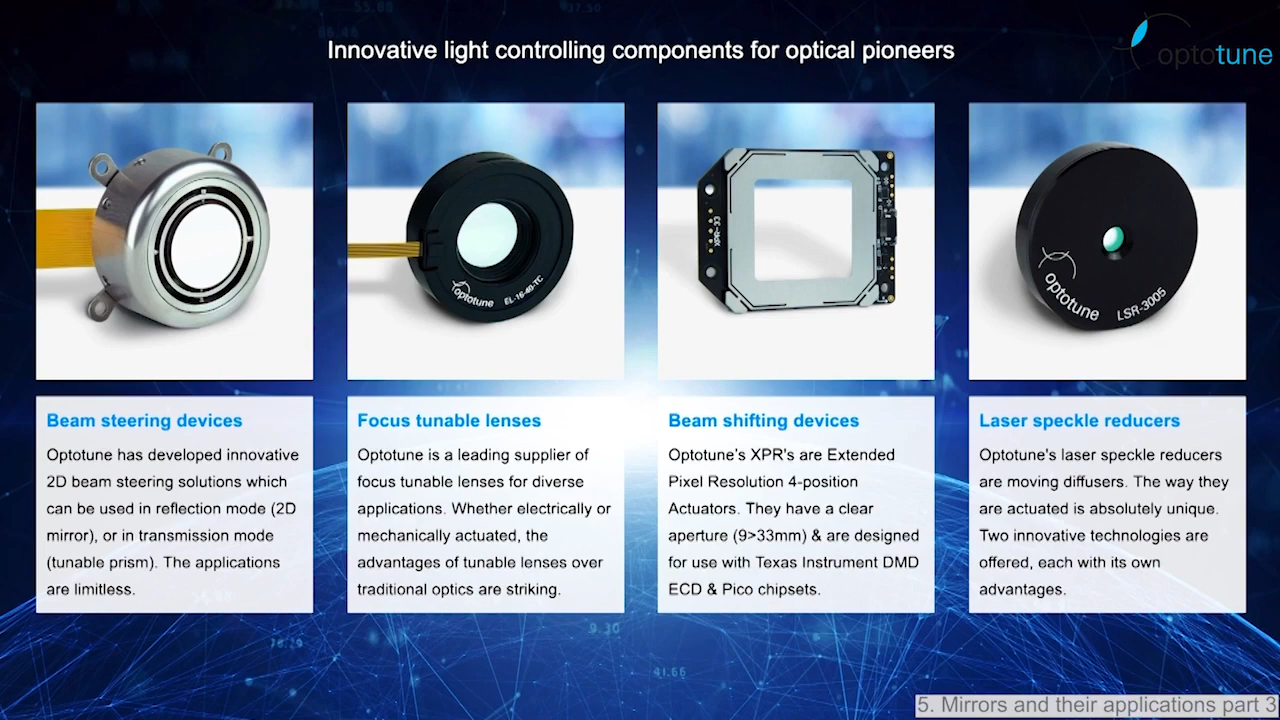 Innovative light controlling components for optical pioneers
optotune
optotune EL-16-40-TC
XPR-33
optotune LSR-3005
Beam steering devices
Optotune has developed innovative
2D beam steering solutions which
can be used in reflection mode (2D
mirror), or in transmission mode
(tunable prism). The applications
are limitless.
Focus tunable lenses
Optotune is a leading supplier of
focus tunable lenses for diverse
applications. Whether electrically or
mechanically actuated, the
advantages of tunable lenses over
traditional optics are striking.
Beam shifting devices
Optotune's XPR's are Extended
Pixel Resolution 4-position
Actuators. They have a clear
aperture (9>33mm) & are designed
for use with Texas Instrument DMD
ECD & Pico chipsets.
Laser speckle reducers
Optotune's laser speckle reducers
are moving diffusers. The way they
are actuated is absolutely unique.
Two innovative technologies are
offered, each with its own
advantages.
9.30
41.66
5. Mirrors and their applications part 3